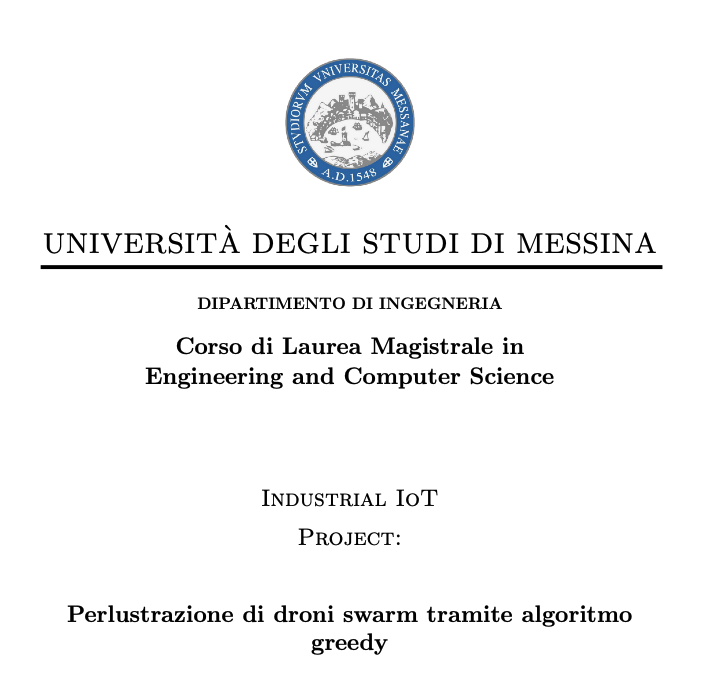 STVDIORVM VNIVERSITAS MESSANAE
A.D.1548
UNIVERSITÀ DEGLI STUDI DI MESSINA
DIPARTIMENTO DI INGEGNERIA
Corso di Laurea Magistrale in
Engineering and Computer Science
Industrial IoT
Project:
Perlustrazione di droni swarm tramite algoritmo
greedy